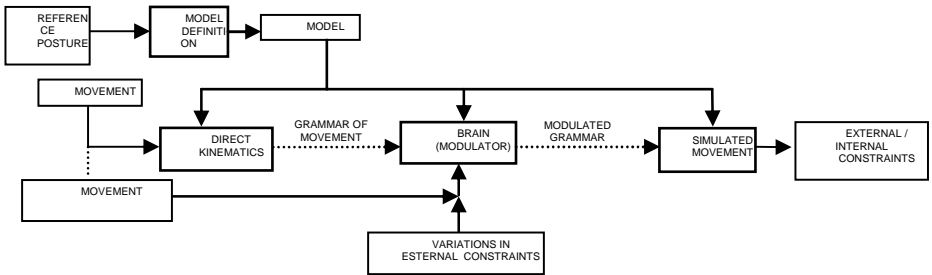 REFEREN
CE
POSTURE
MODEL
DEFINITI
ON
MODEL
MOVEMENT
DIRECT
KINEMATICS
GRAMMAR OF
MOVEMENT
BRAIN
(MODULATOR)
MODULATED
GRAMMAR
SIMULATED
MOVEMENT
EXTERNAL /
INTERNAL
CONSTRAINTS
MOVEMENT
VARIATIONS IN
ESTERNAL CONSTRAINTS